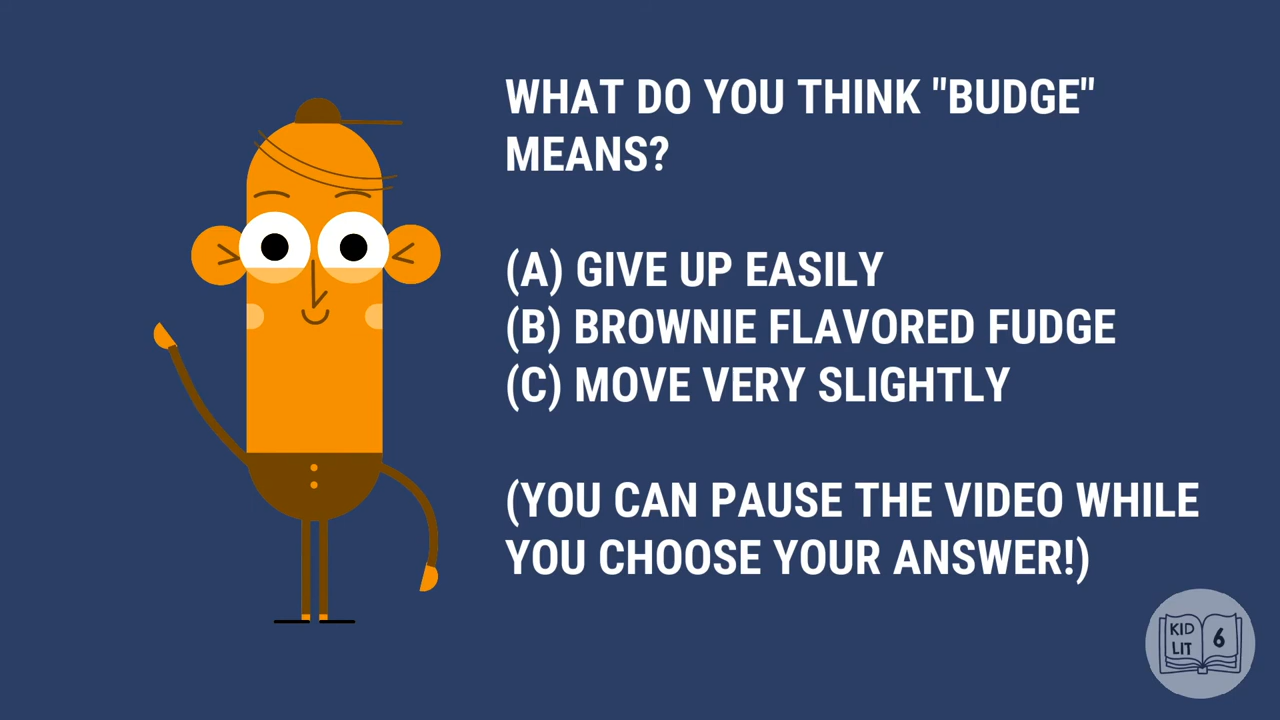 WHAT DO YOU THINK "BUDGE"
MEANS?
(A) GIVE UP EASILY
(B) BROWNIE FLAVORED FUDGE
(C) MOVE VERY SLIGHTLY
(YOU CAN PAUSE THE VIDEO WHILE
YOU CHOOSE YOUR ANSWER!)
KID 6
LIT